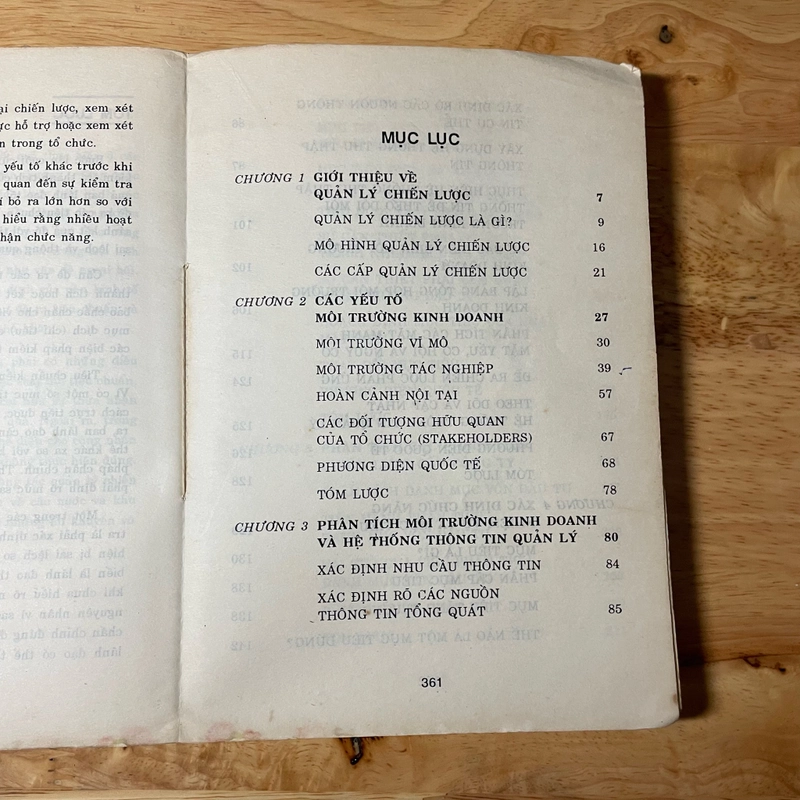 ại chiến lược, xem xét
ực hỗ trợ hoặc xem xét
n trong tổ chức.
yếu tố khác trước khi
quan đến sự kiểm tra
í bỏ ra lớn hơn so với
hiểu rằng nhiều hoạt
hận chức năng.
MỤC LỤC
CHƯƠNG 1 GIỚI THIỆU VỀ
QUẢN LÝ CHIẾN LƯỢC 7
QUẢN LÝ CHIẾN LƯỢC LÀ GÌ? 9
MÔ HÌNH QUẢN LÝ CHIẾN LƯỢC 16
CÁC CẤP QUẢN LÝ CHIẾN LƯỢC 21
CHƯƠNG 2 CÁC YẾU TỐ
MÔI TRƯỜNG KINH DOANH 27
MÔI TRƯỜNG VĨ MÔ 30
MÔI TRƯỜNG TÁC NGHIỆP 39
HOÀN CẢNH NỘI TẠI 57
CÁC ĐỐI TƯỢNG HỮU QUAN
CỦA TỔ CHỨC (STAKEHOLDERS) 67
PHƯƠNG DIỆN QUỐC TẾ 68
TÓM LƯỢC 78
CHƯƠNG 3 PHÂN TÍCH MÔI TRƯỜNG KINH DOANH
VÀ HỆ THỐNG THÔNG TIN QUẢN LÝ 80
XÁC ĐỊNH NHU CẦU THÔNG TIN 84
XÁC ĐỊNH RÕ CÁC NGUỒN
THÔNG TIN TỔNG QUÁT 85
361